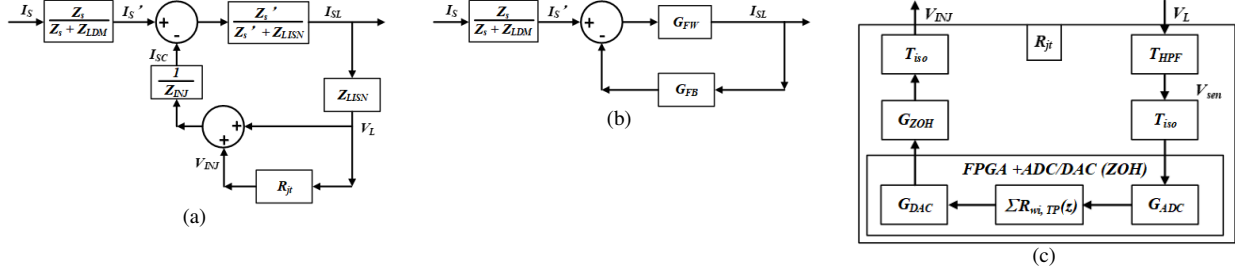 I_S
Z_s
Z_s + Z_LDM
I_S'
+
-
Z_s'
Z_s' + Z_LISN
I_SL
I_SC
1
Z_INJ
Z_LISN
+
+
V_L
V_INJ
R_jt
(a)
I_S
Z_s
Z_s + Z_LDM
I_S'
+
-
G_FW
I_SL
G_FB
(b)
V_INJ
V_L
T_iso
R_jt
T_HPF
V_sen
G_ZOH
T_iso
FPGA +ADC/DAC (ZOH)
G_DAC
ΣR_wi, TP(z)
G_ADC
(c)